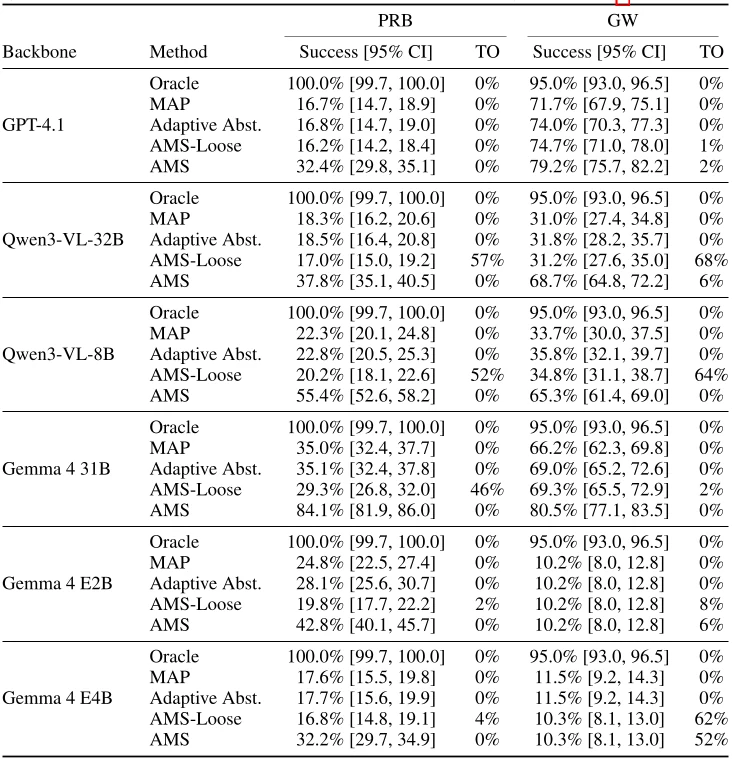 PRB GW
Backbone Method Success [95% CI] TO Success [95% CI] TO
Oracle 100.0% [99.7, 100.0] 0% 95.0% [93.0, 96.5] 0%
MAP 16.7% [14.7, 18.9] 0% 71.7% [67.9, 75.1] 0%
GPT-4.1 Adaptive Abst. 16.8% [14.7, 19.0] 0% 74.0% [70.3, 77.3] 0%
AMS-Loose 16.2% [14.2, 18.4] 0% 74.7% [71.0, 78.0] 1%
AMS 32.4% [29.8, 35.1] 0% 79.2% [75.7, 82.2] 2%
Oracle 100.0% [99.7, 100.0] 0% 95.0% [93.0, 96.5] 0%
MAP 18.3% [16.2, 20.6] 0% 31.0% [27.4, 34.8] 0%
Qwen3-VL-32B Adaptive Abst. 18.5% [16.4, 20.8] 0% 31.8% [28.2, 35.7] 0%
AMS-Loose 17.0% [15.0, 19.2] 57% 31.2% [27.6, 35.0] 68%
AMS 37.8% [35.1, 40.5] 0% 68.7% [64.8, 72.2] 6%
Oracle 100.0% [99.7, 100.0] 0% 95.0% [93.0, 96.5] 0%
MAP 22.3% [20.1, 24.8] 0% 33.7% [30.0, 37.5] 0%
Qwen3-VL-8B Adaptive Abst. 22.8% [20.5, 25.3] 0% 35.8% [32.1, 39.7] 0%
AMS-Loose 20.2% [18.1, 22.6] 52% 34.8% [31.1, 38.7] 64%
AMS 55.4% [52.6, 58.2] 0% 65.3% [61.4, 69.0] 0%
Oracle 100.0% [99.7, 100.0] 0% 95.0% [93.0, 96.5] 0%
MAP 35.0% [32.4, 37.7] 0% 66.2% [62.3, 69.8] 0%
Gemma 4 31B Adaptive Abst. 35.1% [32.4, 37.8] 0% 69.0% [65.2, 72.6] 0%
AMS-Loose 29.3% [26.8, 32.0] 46% 69.3% [65.5, 72.9] 2%
AMS 84.1% [81.9, 86.0] 0% 80.5% [77.1, 83.5] 2%
Oracle 100.0% [99.7, 100.0] 0% 95.0% [93.0, 96.5] 0%
MAP 24.8% [22.5, 27.4] 0% 10.2% [8.0, 12.8] 0%
Gemma 4 E2B Adaptive Abst. 28.1% [25.6, 30.7] 0% 10.2% [8.0, 12.8] 0%
AMS-Loose 19.8% [17.7, 22.2] 2% 10.2% [8.0, 12.8] 8%
AMS 42.8% [40.1, 45.7] 0% 10.2% [8.0, 12.8] 6%
Oracle 100.0% [99.7, 100.0] 0% 95.0% [93.0, 96.5] 0%
MAP 17.6% [15.5, 19.8] 0% 11.5% [9.2, 14.3] 0%
Gemma 4 E4B Adaptive Abst. 17.7% [15.6, 19.9] 0% 11.5% [9.2, 14.3] 0%
AMS-Loose 16.8% [14.8, 19.1] 4% 10.3% [8.1, 13.0] 62%
AMS 32.2% [29.7, 34.9] 0% 10.3% [8.1, 13.0] 52%